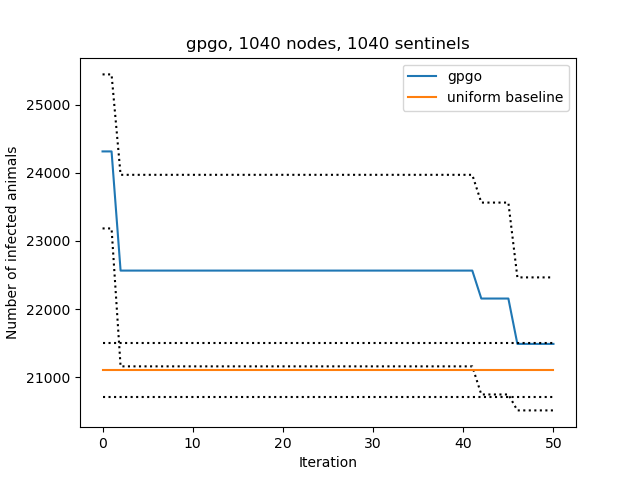 gpgo, 1040 nodes, 1040 sentinels
gpgo
uniform baseline
Number of infected animals
25000
24000
23000
22000
21000
0 10 20 30 40 50
Iteration